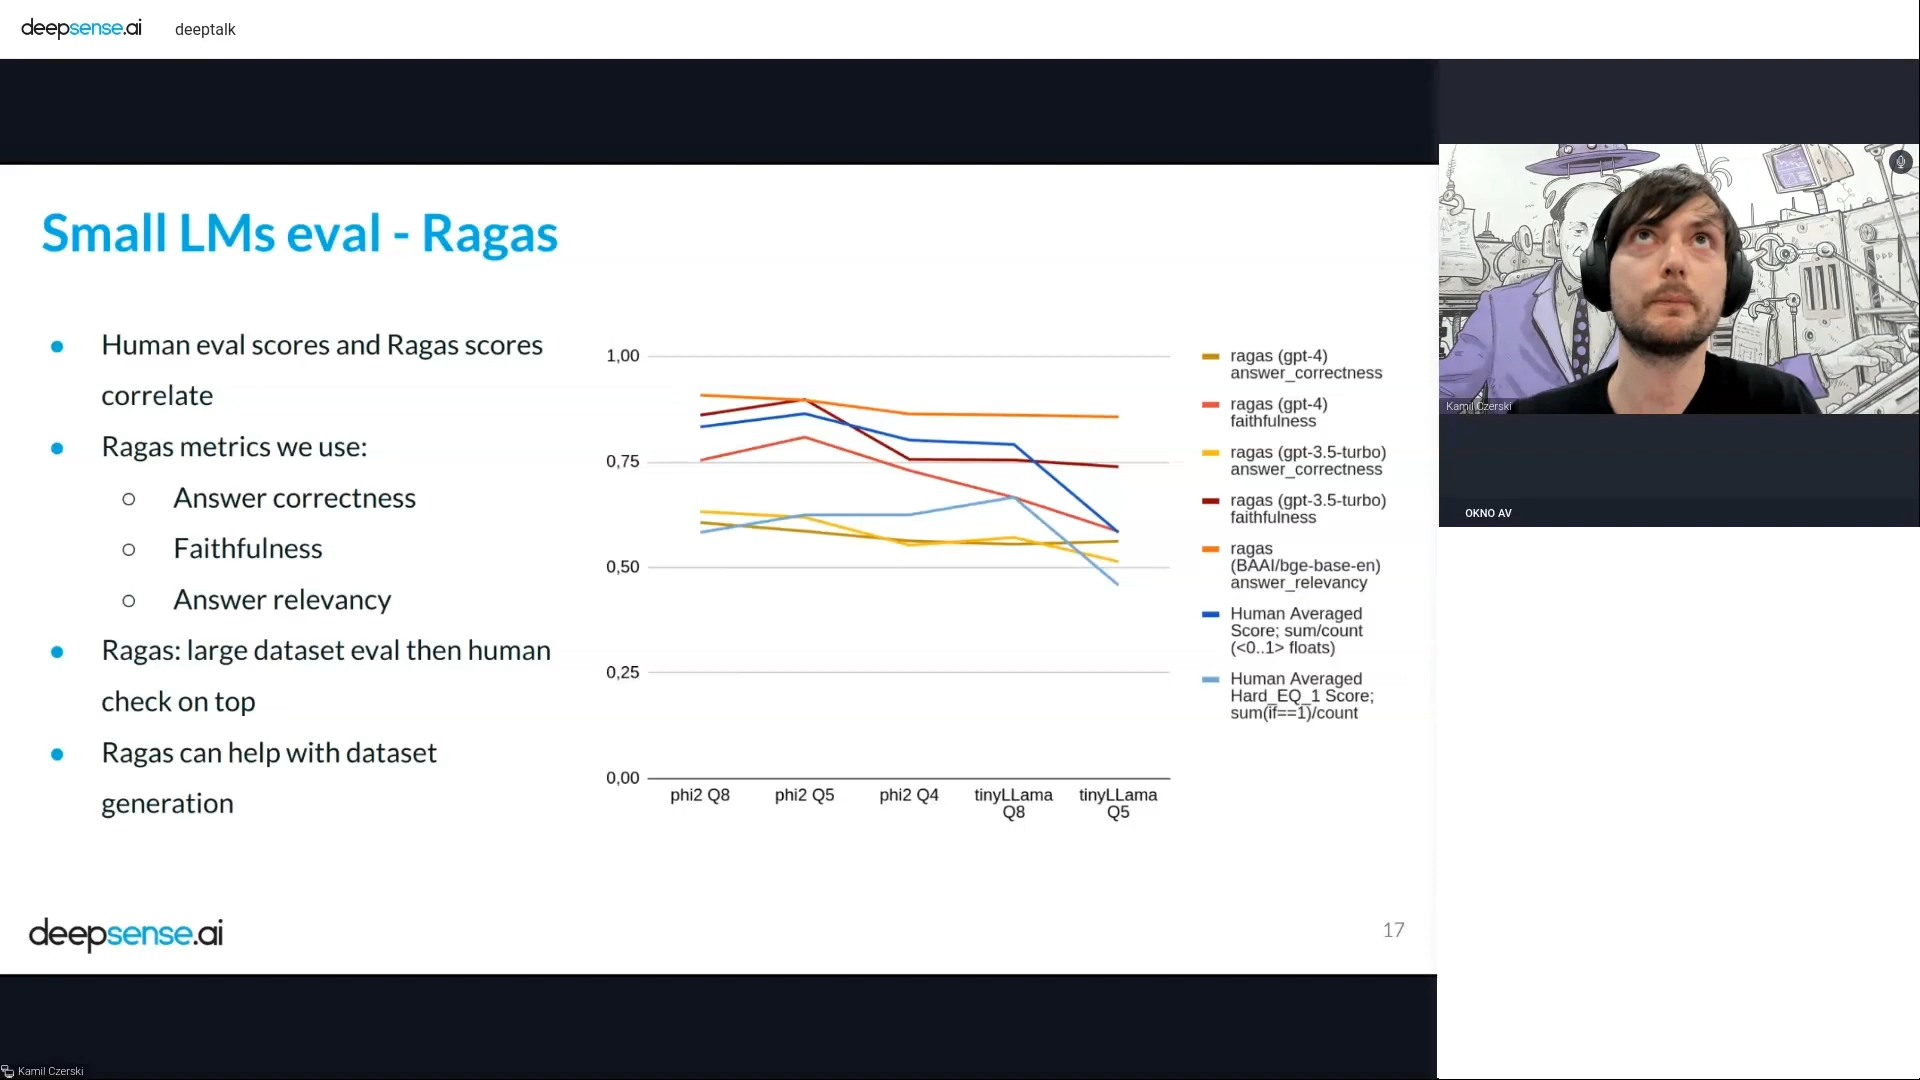 deepsense.ai
deeptalk
Small LMs eval - Ragas
Human eval scores and Ragas scores
correlate
Ragas metrics we use:
Answer correctness
Faithfulness
Answer relevancy
Ragas: large dataset eval then human
check on top
Ragas can help with dataset
generation
1,00
0,75
0,50
0,25
0,00
phi2 Q8
phi2 Q5
phi2 Q4
tinyLLama
Q8
tinyLLama
Q5
ragas (gpt-4)
answer_correctness
ragas (gpt-4)
faithfulness
ragas (gpt-3.5-turbo)
answer_correctness
ragas (gpt-3.5-turbo)
faithfulness
ragas
(BAAI/bge-base-en)
answer_relevancy
Human Averaged
Score; sum/count
(<0..1> floats)
Human Averaged
Hard_EQ_1 Score;
sum(if==1)/count
deepsense.ai
17
Kamil Czerski
OKNO AV
Kamil Czerski